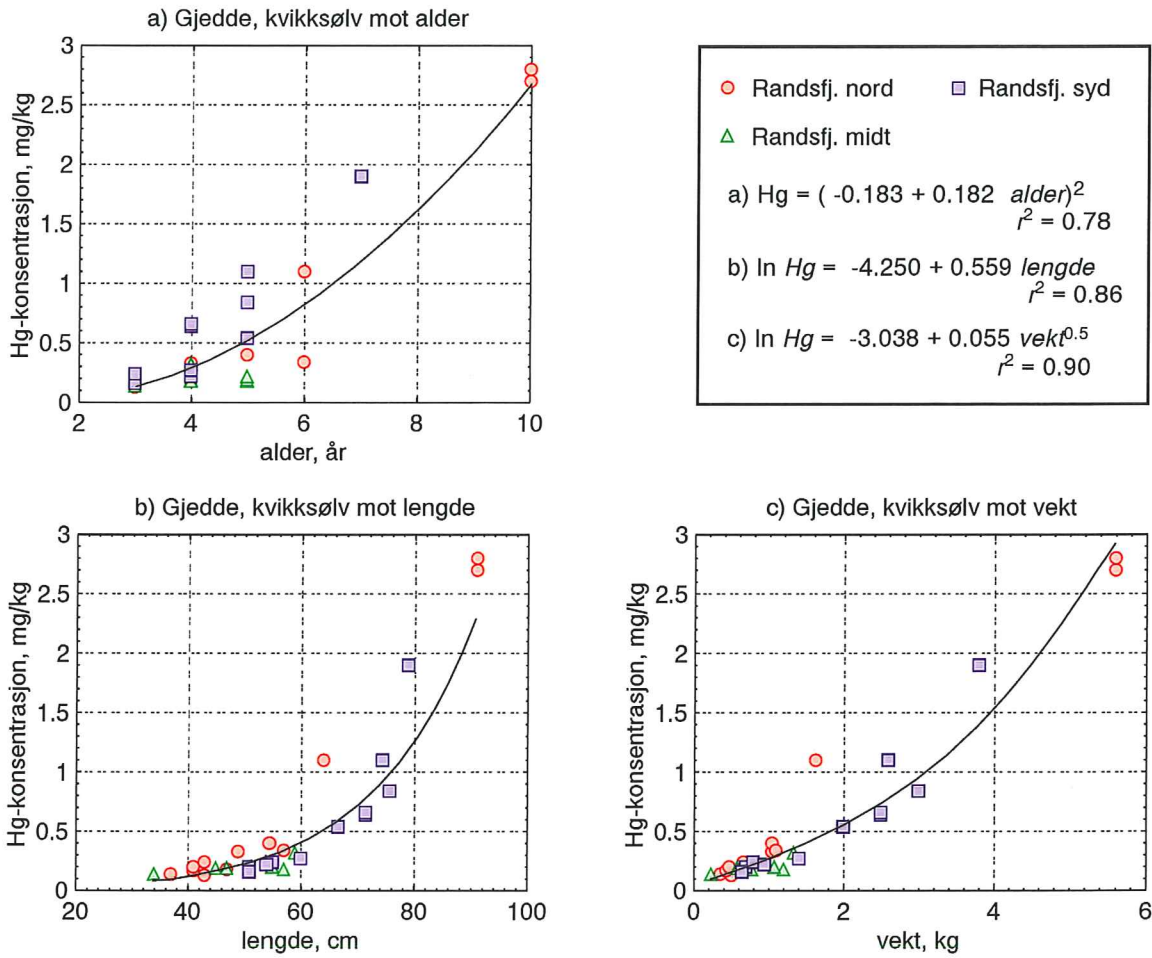 a) Gjedde, kvikksølv mot alder
Hg-konsentrasjon, mg/kg
3
2.5
2
1.5
1
0.5
0
2
4
6
8
10
alder, år
Randsfj. nord
Randsfj. syd
Randsfj. midt
a) Hg = ( -0.183 + 0.182 alder)²
r² = 0.78
b) ln Hg = -4.250 + 0.559 lengde
r² = 0.86
c) ln Hg = -3.038 + 0.055 vekt⁰·⁵
r² = 0.90
b) Gjedde, kvikksølv mot lengde
Hg-konsentrasjon, mg/kg
3
2.5
2
1.5
1
0.5
0
20
40
60
80
100
lengde, cm
c) Gjedde, kvikksølv mot vekt
Hg-konsentrasjon, mg/kg
3
2.5
2
1.5
1
0.5
0
0
2
4
6
vekt, kg